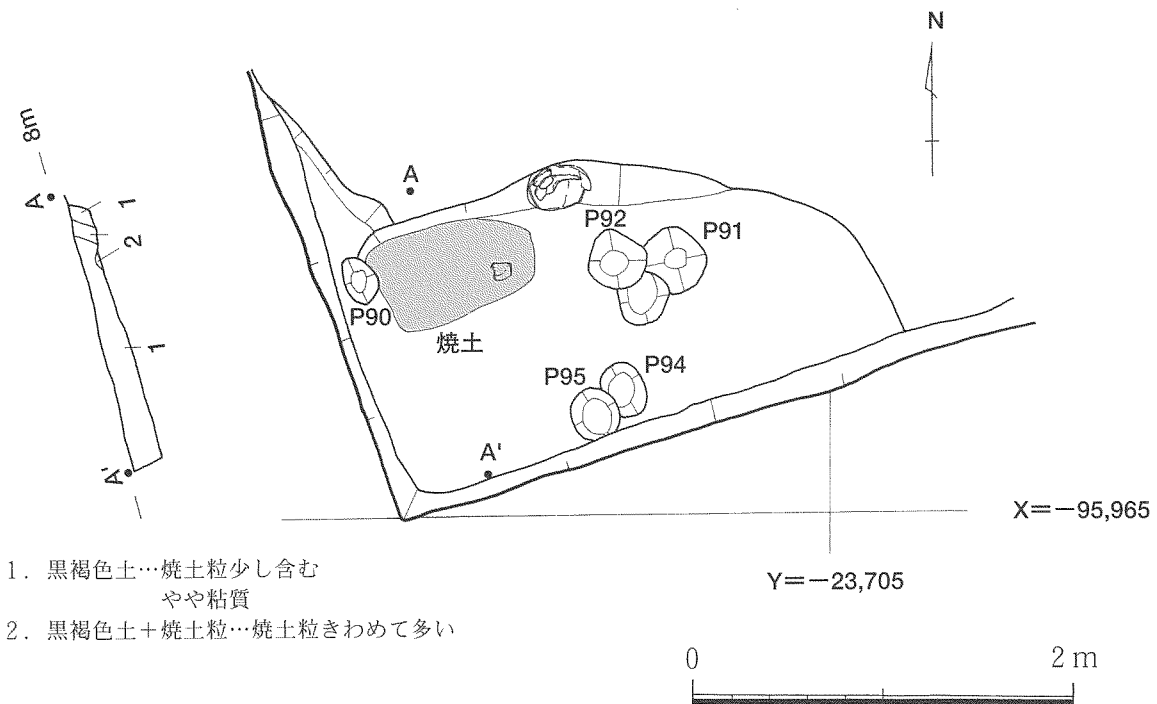 N
8m
A
1
2
1
A'
A
P92
P91
P90
焼土
P95
P94
A'
X=-95,965
Y=-23,705
1. 黒褐色土…焼土粒少し含む
やや粘質
2. 黒褐色土+焼土粒…焼土粒きわめて多い
0
2 m